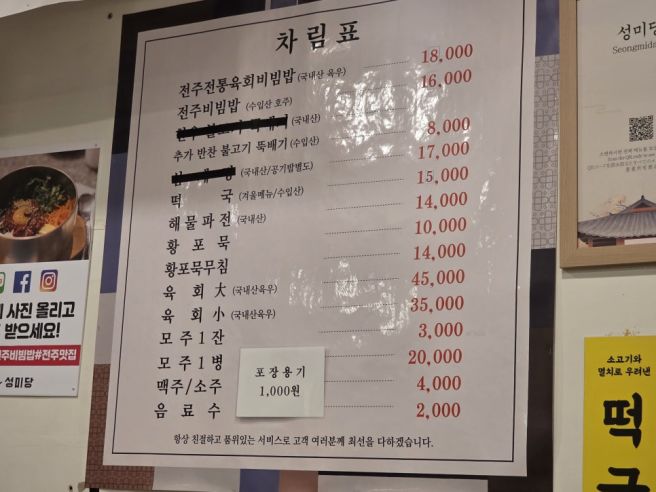 차림표
전주전통육회비빔밥 (국내산 육우) 18,000
전주비빔밥 (수입산 호주) 16,000
(국내산)
추가 반찬 불고기 뚝배기 (수입산) 8,000
(국내산/공기밥별도) 17,000
떡 국 (겨울메뉴/수입산) 15,000
해물파전 (국내산) 14,000
황포묵 10,000
황포묵무침 14,000
육회大 (국내산육우) 45,000
육회小 (국내산육우) 35,000
모주1잔 3,000
모주1병 20,000
맥주/소주 4,000
음료수 2,000
포장용기
1,000원
항상 친절하고 품위있는 서비스로 고객 여러분께 최선을 다하겠습니다.
사진 올리고
받으세요!
주비빔밥#전주맛집
성미당
성미당
소고기와
멸치로 우려낸
떡